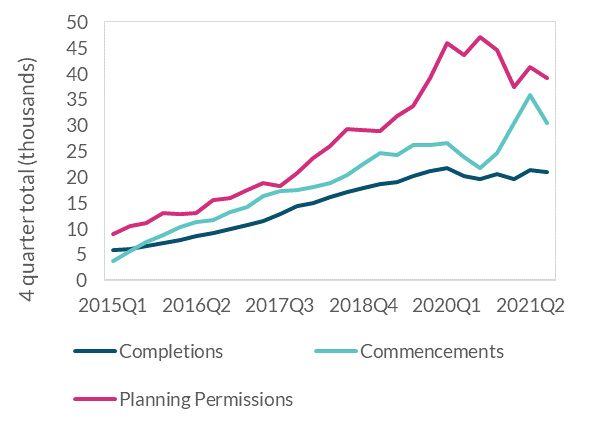 50
45
40
35
30
25
20
15
10
5
0
4 quarter total (thousands)
2015Q1 2016Q2 2017Q3 2018Q4 2020Q1 2021Q2
Completions Commencements
Planning Permissions